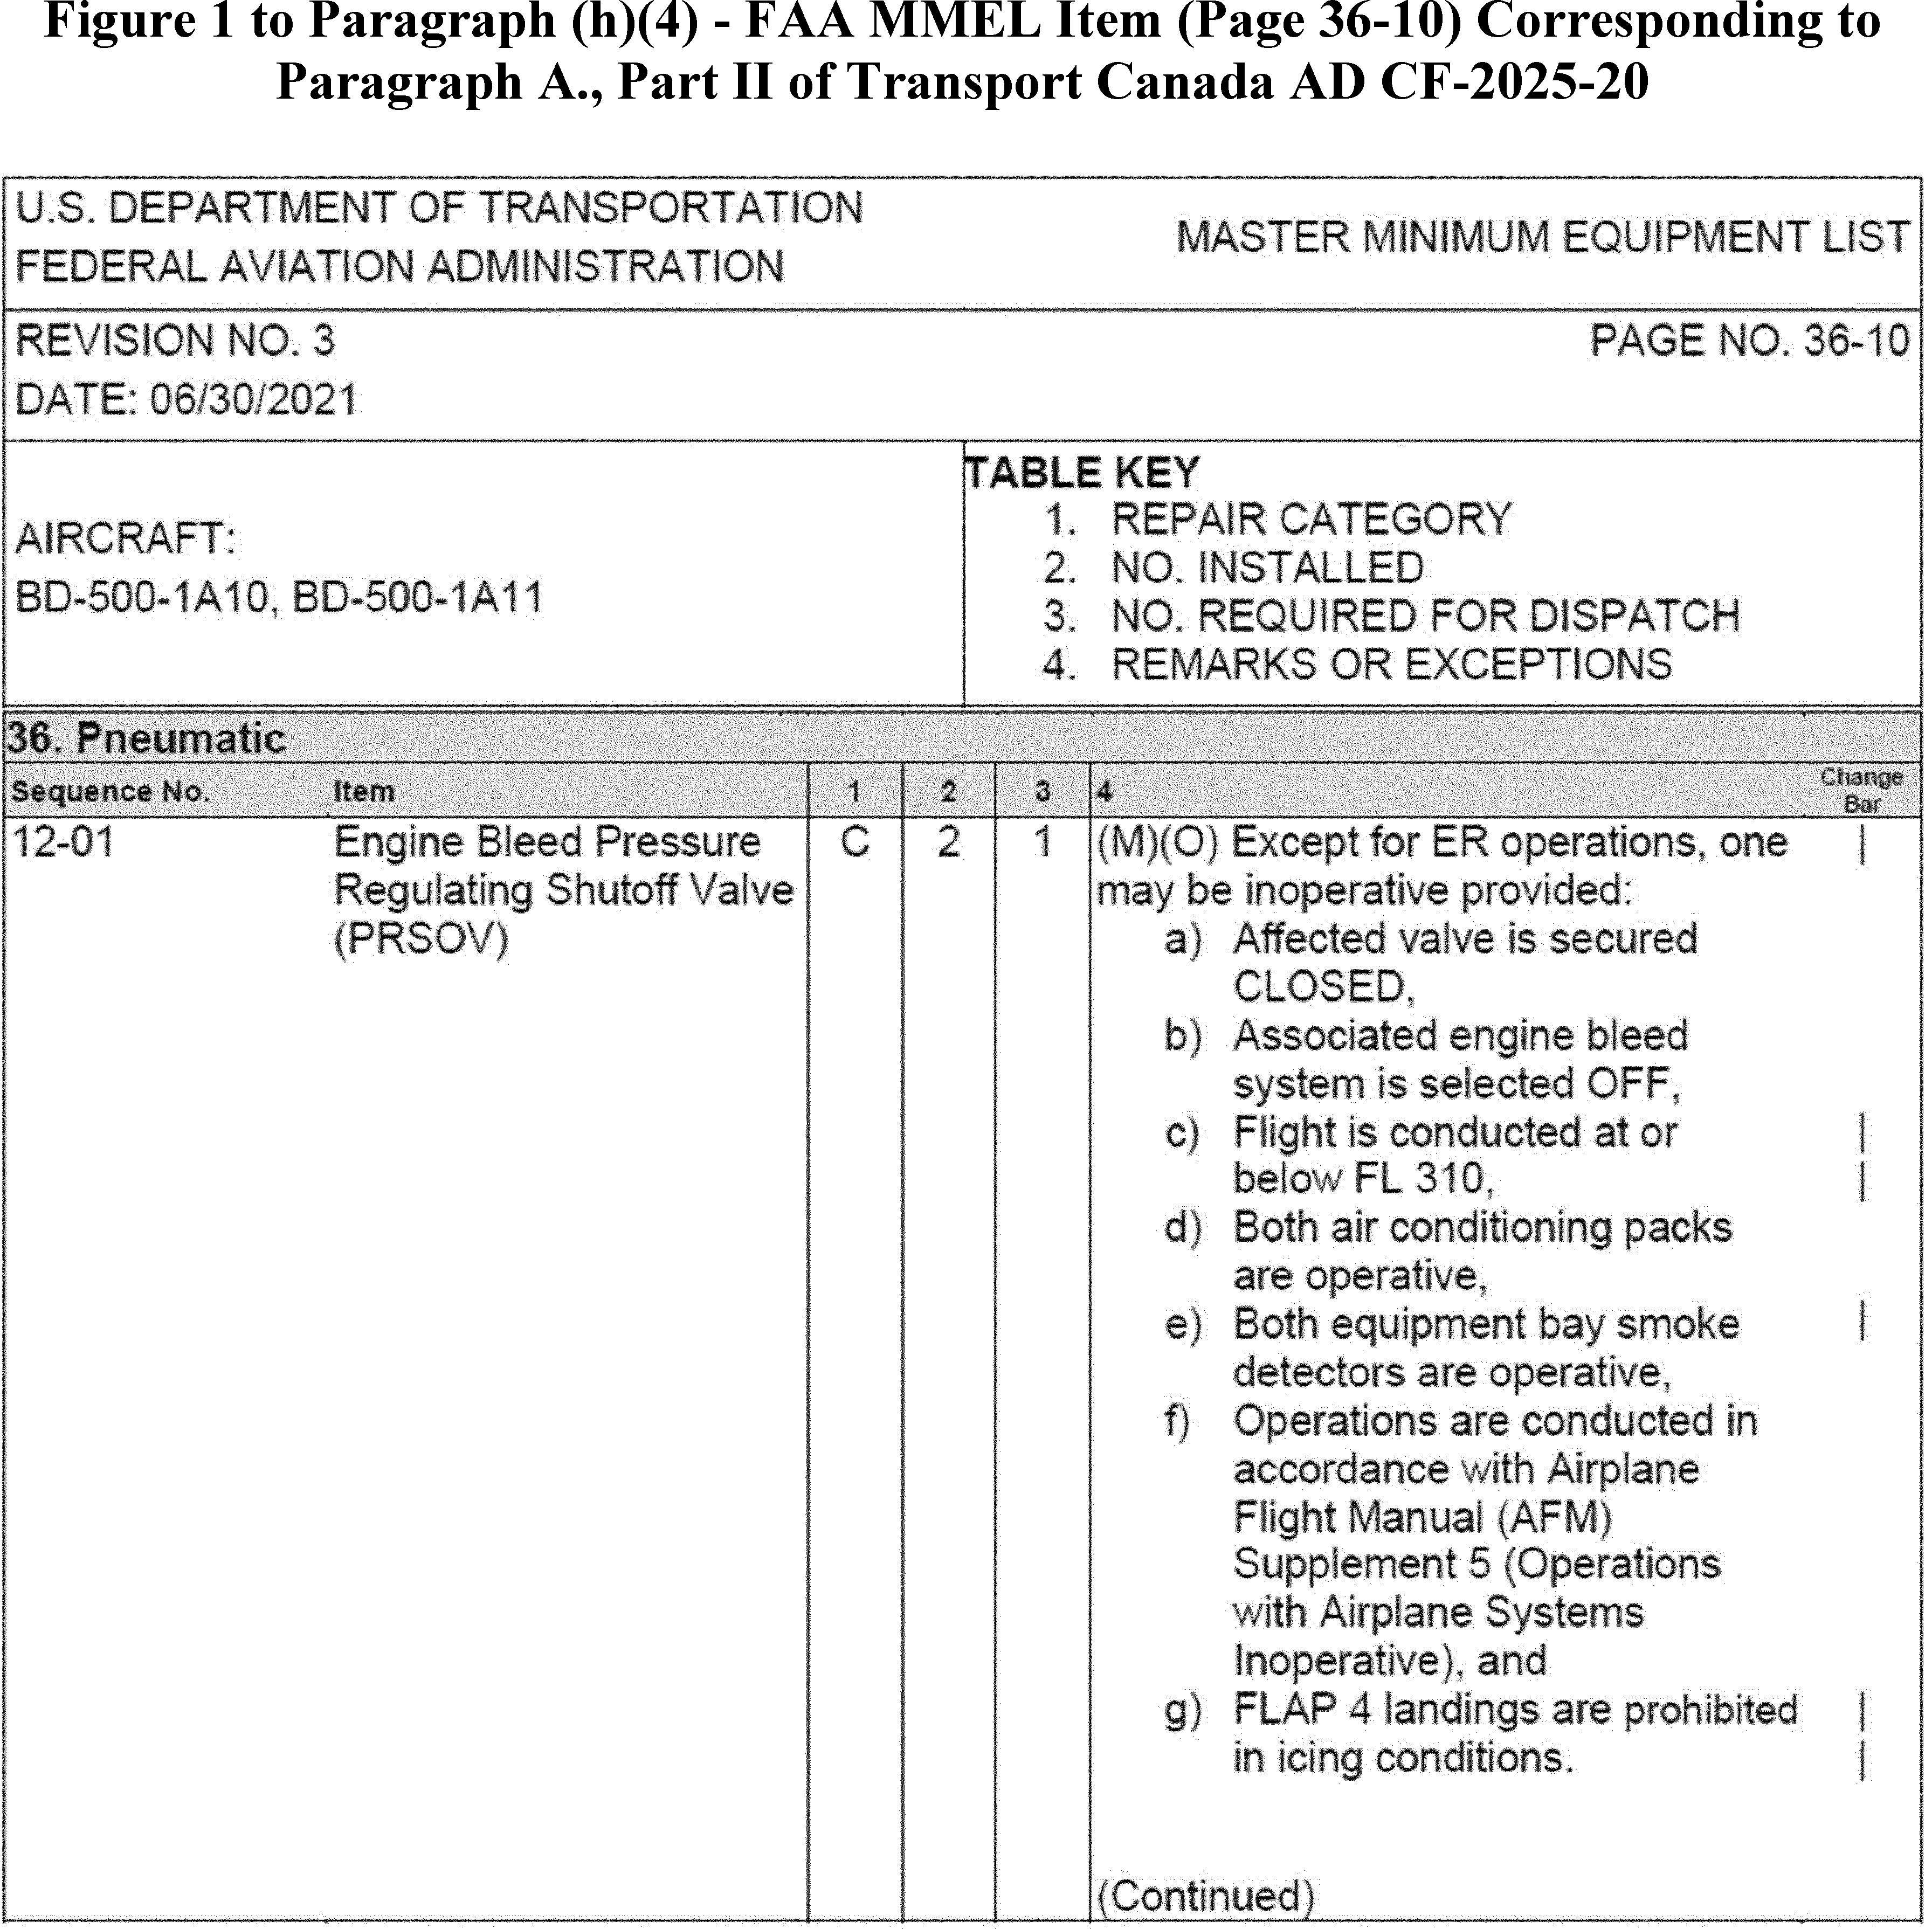 Figure 1 to Paragraph (h)(4) - FAA MMEL Item (Page 36-10) Corresponding to
Paragraph A., Part II of Transport Canada AD CF-2025-20
U.S. DEPARTMENT OF TRANSPORTATION
FEDERAL AVIATION ADMINISTRATION
MASTER MINIMUM EQUIPMENT LIST
REVISION NO. 3
DATE: 06/30/2021
PAGE NO. 36-10
AIRCRAFT:
BD-500-1A10, BD-500-1A11
TABLE KEY
1. REPAIR CATEGORY
2. NO. INSTALLED
3. NO. REQUIRED FOR DISPATCH
4. REMARKS OR EXCEPTIONS
36. Pneumatic
Sequence No. Item 1 2 3 4 Change
Bar
12-01 Engine Bleed Pressure
Regulating Shutoff Valve
(PRSOV)
C 2 1
(M)(O) Except for ER operations, one |
may be inoperative provided:
a) Affected valve is secured
CLOSED,
b) Associated engine bleed
system is selected OFF,
c) Flight is conducted at or |
below FL 310, |
d) Both air conditioning packs
are operative,
e) Both equipment bay smoke |
detectors are operative,
f) Operations are conducted in
accordance with Airplane
Flight Manual (AFM)
Supplement 5 (Operations
with Airplane Systems
Inoperative), and
g) FLAP 4 landings are prohibited |
in icing conditions. |
(Continued)